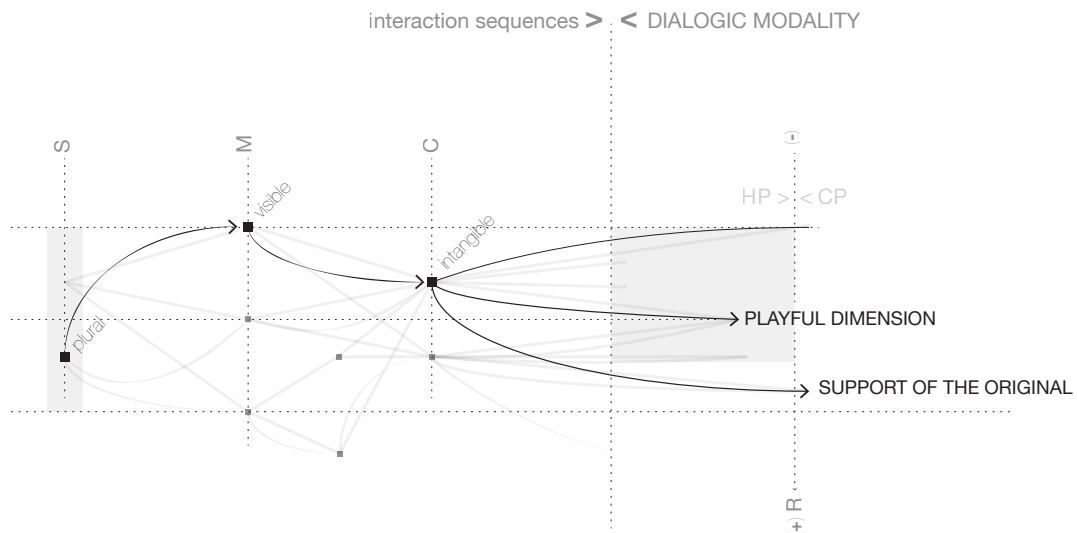 interaction sequences > < DIALOGIC MODALITY
S
M
C
(-)
HP > < CP
visible
intangible
plural
PLAYFUL DIMENSION
SUPPORT OF THE ORIGINAL
(+) R